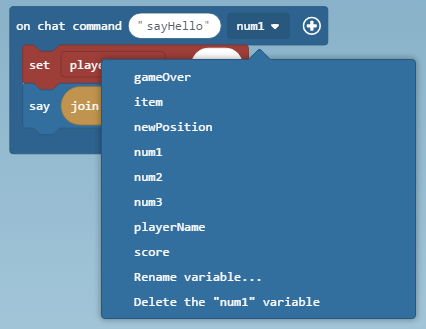 on chat command "sayHello" num1
set playe
say join
gameOver
item
newPosition
num1
num2
num3
playerName
score
Rename variable...
Delete the "num1" variable